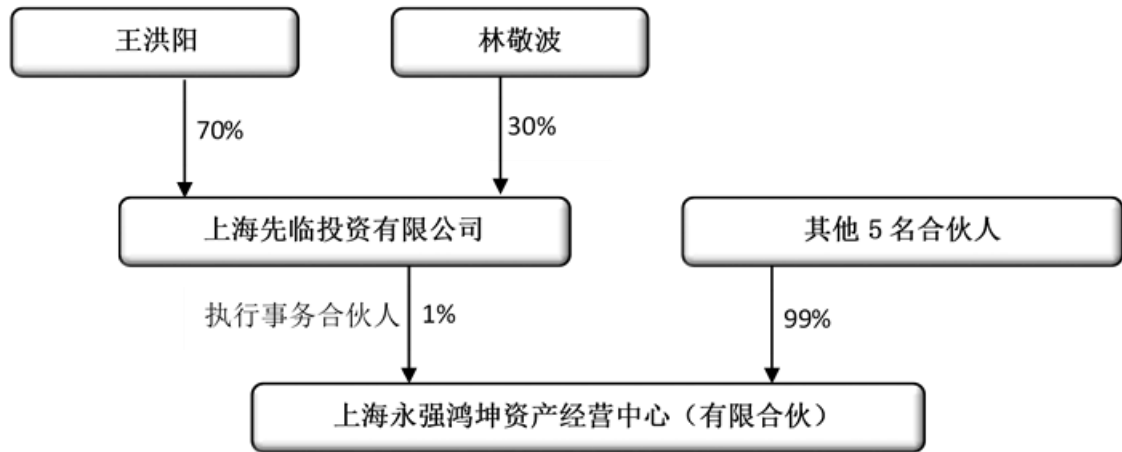 王洪阳
林敬波
70%
30%
上海先临投资有限公司
其他 5 名合伙人
执行事务合伙人
1%
99%
上海永强鸿坤资产经营中心（有限合伙）